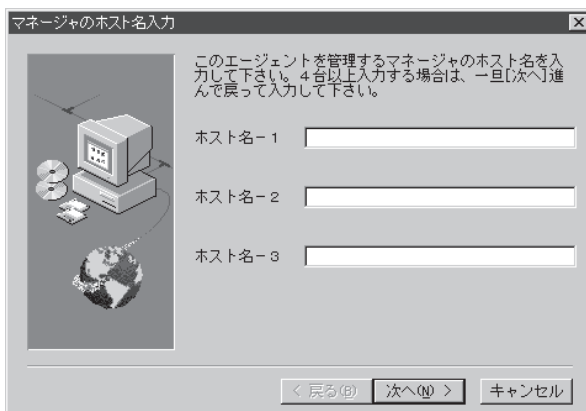 マネージャのホスト名入力
このエージェントを管理するマネージャのホスト名を入
力して下さい。４台以上入力する場合は、一旦[次へ]進
んで戻って入力して下さい。
ホスト名－１
ホスト名－２
ホスト名－３
< 戻る(B) 次へ(N) > キャンセル